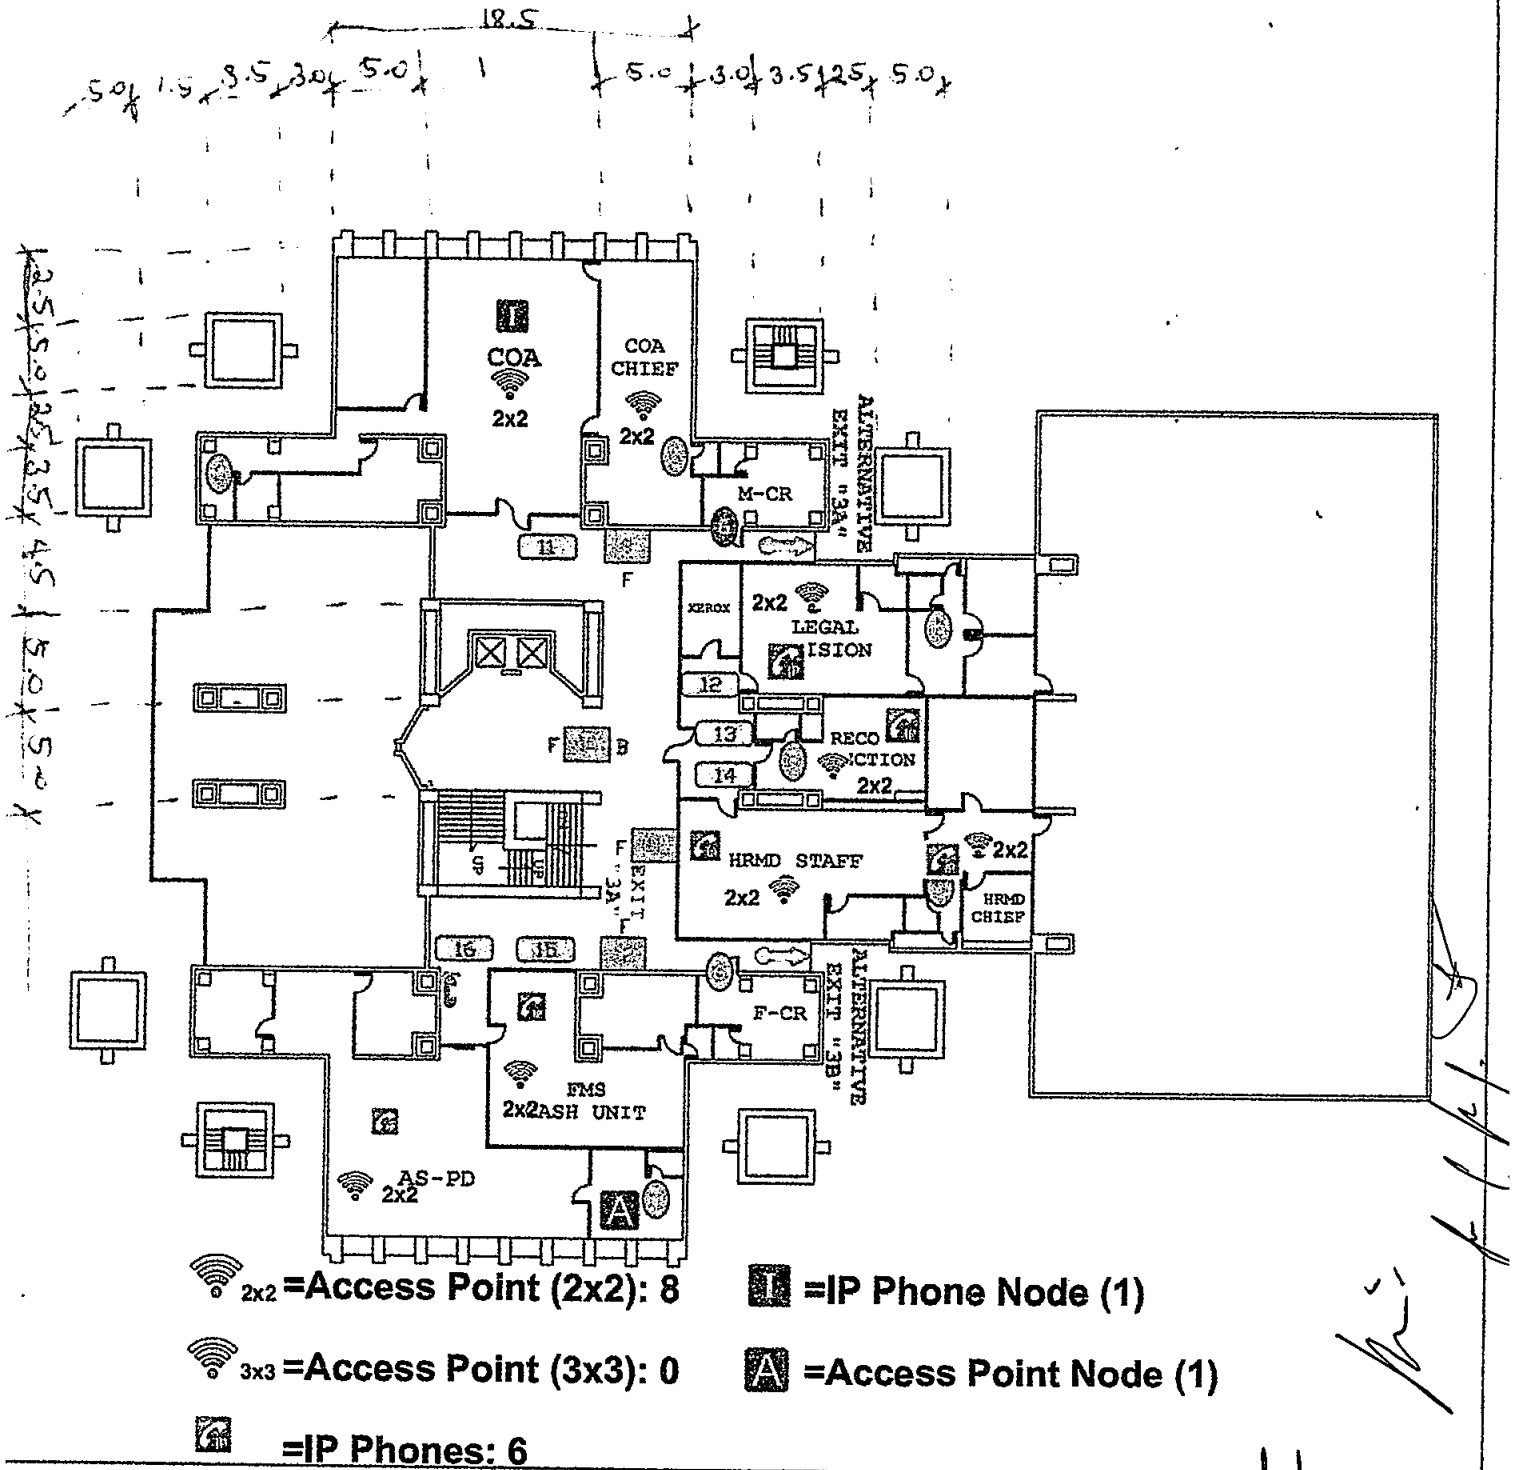 18.5
5.0 1.5 3.5 3.0 5.0 1 5.0 3.0 3.5 2.5 5.0
2.5 5.0 2.5 3.5 4.5 5.0 5.0
I
COA
2x2
COA
CHIEF
2x2
M-CR
ALTERNATIVE
EXIT "3A"
11
F
XEROX
2x2
LEGAL
ISION
12
13
14
RECO
CTION
2x2
F
B
UP
UP
F
EXIT
"3A"
HRMD STAFF
2x2
2x2
HRMD
CHIEF
F
16
15
F-CR
ALTERNATIVE
EXIT "3B"
FMS
2x2 ASH UNIT
AS-PD
2x2
A
2x2 =Access Point (2x2): 8
I =IP Phone Node (1)
3x3 =Access Point (3x3): 0
A =Access Point Node (1)
=IP Phones: 6